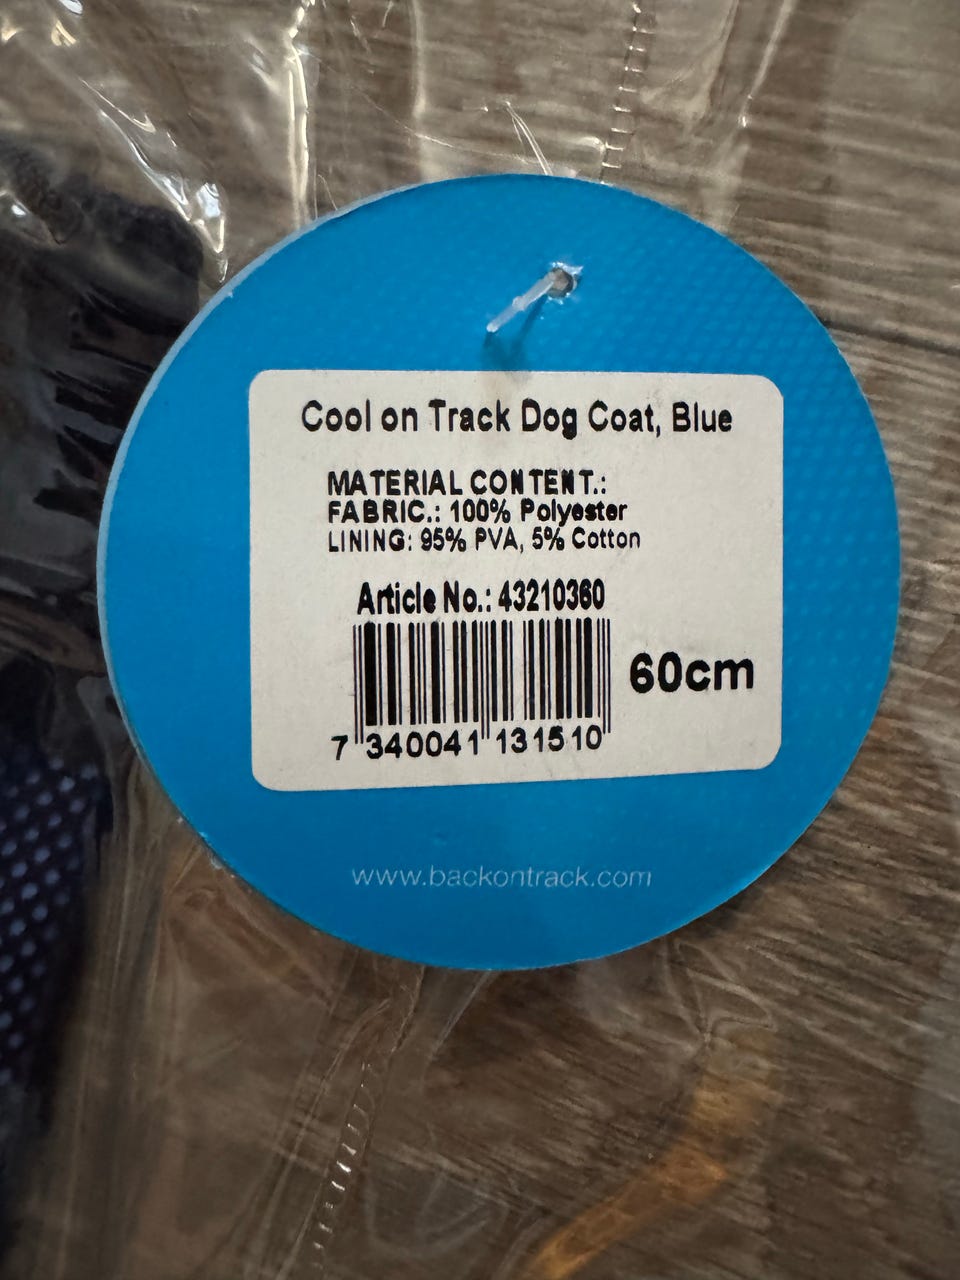 Cool on Track Dog Coat, Blue
MATERIAL CONTENT.:
FABRIC.: 100% Polyester
LINING: 95% PVA, 5% Cotton
Article No.: 43210360
60cm
7 340041 131510
www.backontrack.com